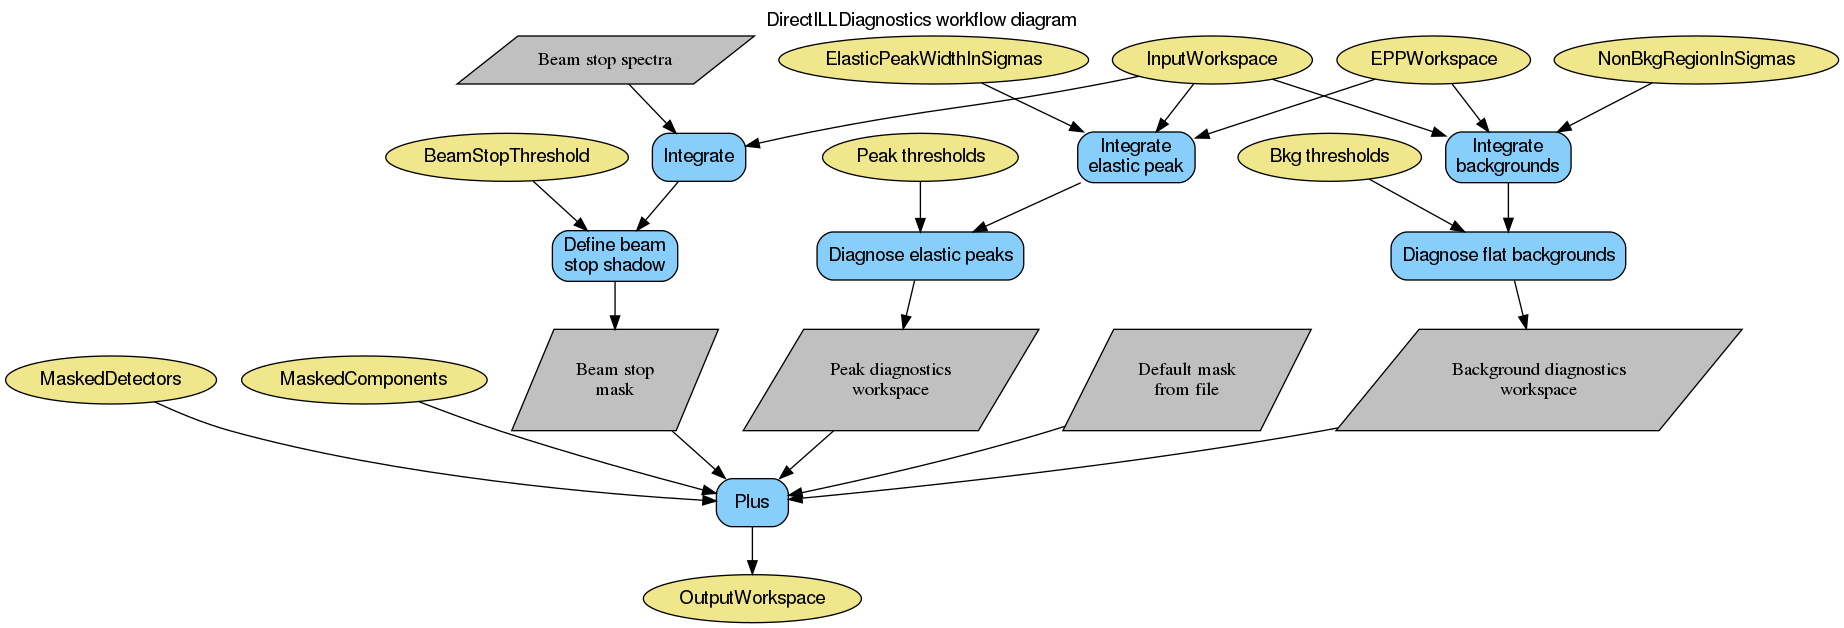 DirectILLDiagnostics workflow diagram
Beam stop spectra
ElasticPeakWidthInSigmas
InputWorkspace
EPPWorkspace
NonBkgRegionInSigmas
BeamStopThreshold
Integrate
Peak thresholds
Integrate
elastic peak
Bkg thresholds
Integrate
backgrounds
Define beam
stop shadow
Diagnose elastic peaks
Diagnose flat backgrounds
MaskedDetectors
MaskedComponents
Beam stop
mask
Peak diagnostics
workspace
Default mask
from file
Background diagnostics
workspace
Plus
OutputWorkspace